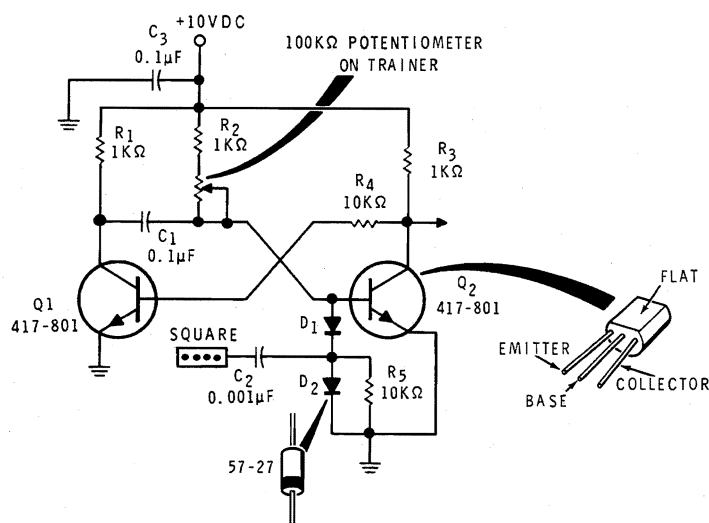 +10VDC
C3
0.1µF
100KΩ POTENTIOMETER
ON TRAINER
R1
1KΩ
R2
1KΩ
R3
1KΩ
R4
10KΩ
C1
0.1µF
Q1
417-801
Q2
417-801
FLAT
EMITTER
BASE
COLLECTOR
D1
SQUARE
C2
0.001µF
D2
R5
10KΩ
57-27